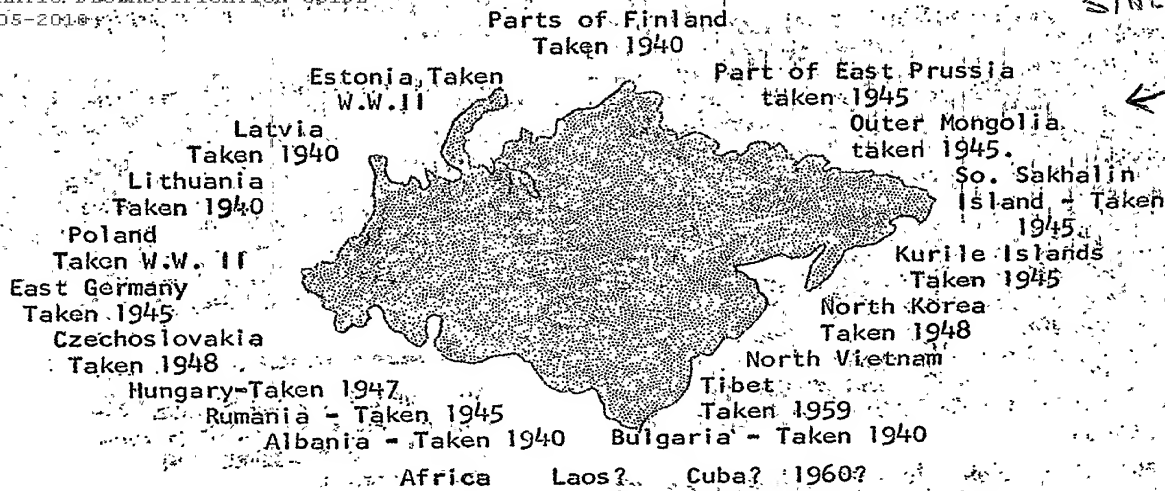 05-2010
Parts of Finland
Taken 1940
Estonia Taken
W.W.II
Part of East Prussia
taken 1945
Outer Mongolia
taken 1945.
Latvia
Taken 1940
So. Sakhalin
Island - Taken
1945.
Lithuania
Taken 1940
Kurile Islands
Taken 1945
Poland
Taken W.W. II
North Korea
Taken 1948
East Germany
Taken 1945
North Vietnam
Czechoslovakia
Taken 1948
Tibet
Taken 1959
Hungary-Taken 1947
Rumania - Taken 1945
Albania - Taken 1940
Bulgaria - Taken 1940
Africa Laos? Cuba? 1960?